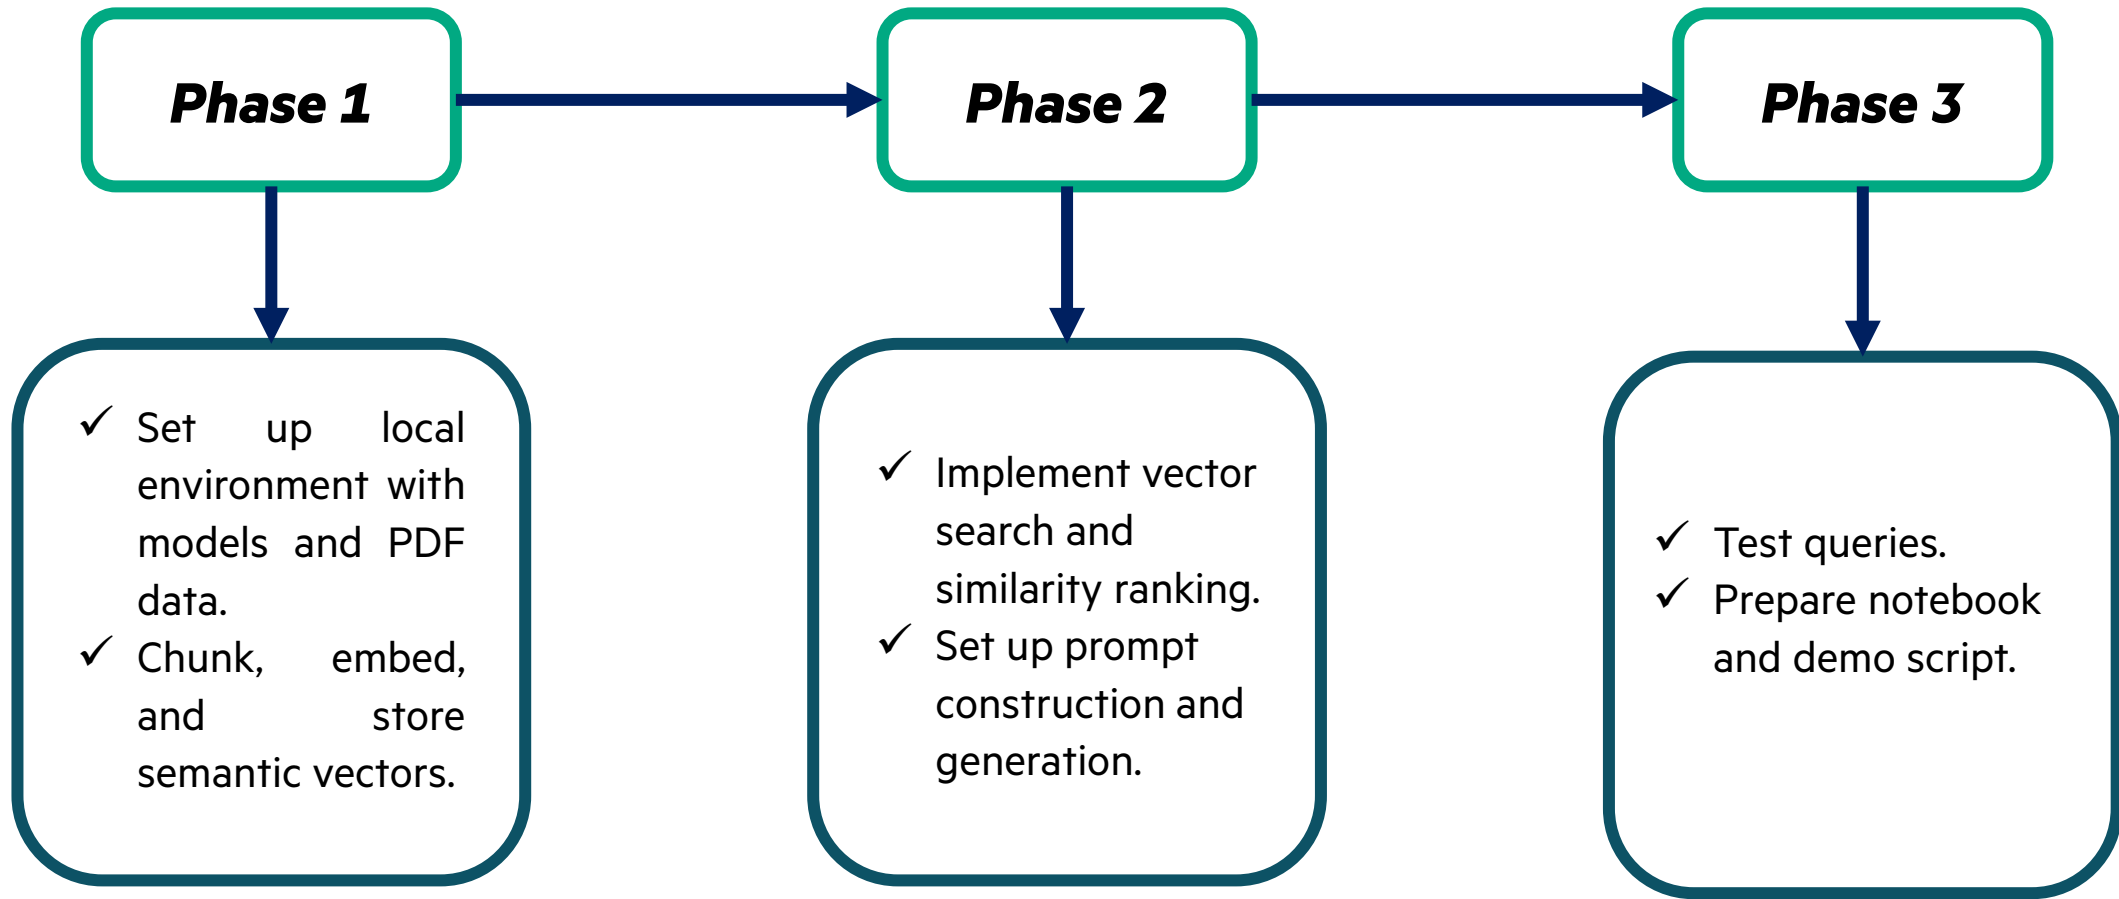 Phase 1
Phase 2
Phase 3
✓ Set up local
environment with
models and PDF
data.
✓ Chunk, embed,
and store
semantic vectors.
✓ Implement vector
search and
similarity ranking.
✓ Set up prompt
construction and
generation.
✓ Test queries.
✓ Prepare notebook
and demo script.